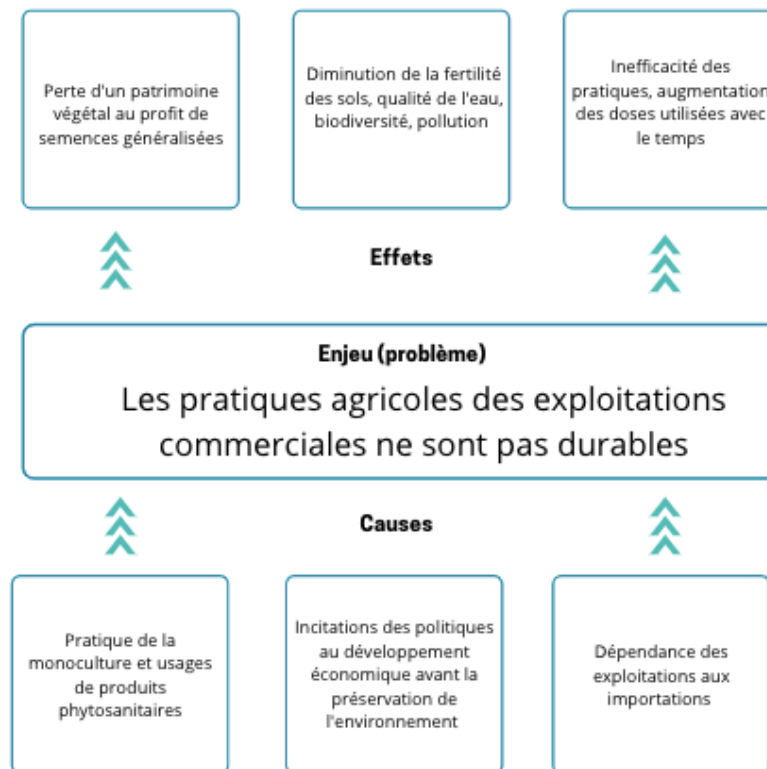 Perte d'un patrimoine
végétal au profit de
semences généralisées
Diminution de la fertilité
des sols, qualité de l'eau,
biodiversité, pollution
Inefficacité des
pratiques, augmentation
des doses utilisées avec
le temps
Effets
Enjeu (problème)
Les pratiques agricoles des exploitations
commerciales ne sont pas durables
Causes
Pratique de la
monoculture et usages
de produits
phytosanitaires
Incitations des politiques
au développement
économique avant la
préservation de
l'environnement
Dépendance des
exploitations aux
importations